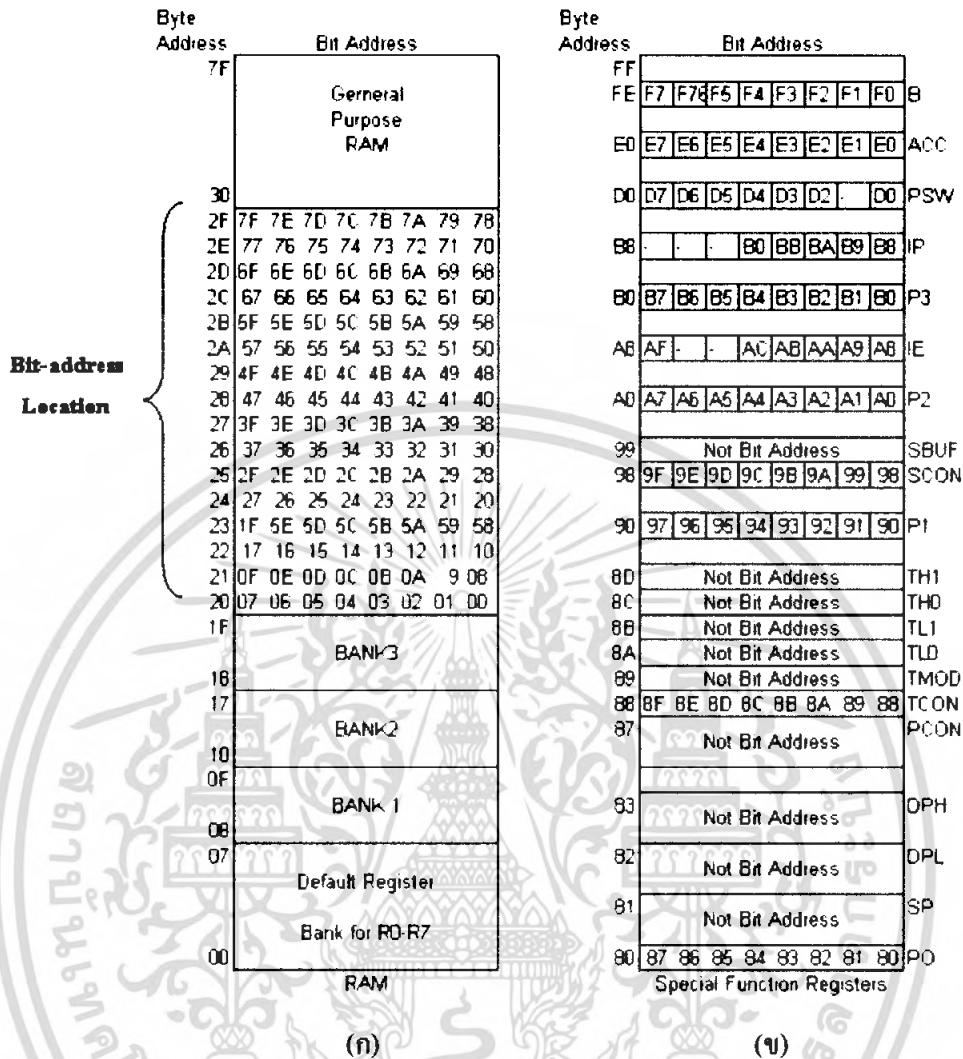 Byte Address Bit Address
7F
Gerneral
Purpose
RAM
30
2F 7F 7E 7D 7C 7B 7A 79 78
2E 77 76 75 74 73 72 71 70
2D 6F 6E 6D 6C 6B 6A 69 68
2C 67 66 65 64 63 62 61 60
2B 5F 5E 5D 5C 5B 5A 59 58
2A 57 56 55 54 53 52 51 50
29 4F 4E 4D 4C 4B 4A 49 48
28 47 46 45 44 43 42 41 40
27 3F 3E 3D 3C 3B 3A 39 38
26 37 36 35 34 33 32 31 30
25 2F 2E 2D 2C 2B 2A 29 28
24 27 26 25 24 23 22 21 20
23 1F 5E 5D 5C 5B 5A 59 58
22 17 16 15 14 13 12 11 10
21 0F 0E 0D 0C 0B 0A 9 08
20 07 06 05 04 03 02 01 00
Bit-address
Location
1F
BANK3
18
17
BANK2
10
0F
BANK 1
08
07
Default Register
Bank for R0-R7
00
RAM
(ก)
Byte Address Bit Address
FF
FE F7 F76 F5 F4 F3 F2 F1 F0 B
E0 E7 E6 E5 E4 E3 E2 E1 E0 ACC
D0 D7 D6 D5 D4 D3 D2 - D0 PSW
B8 - - - B0 BB BA B9 B8 IP
B0 B7 B6 B5 B4 B3 B2 B1 B0 P3
A8 AF - - AC AB AA A9 A8 IE
A0 A7 A6 A5 A4 A3 A2 A1 A0 P2
99 Not Bit Address SBUF
98 9F 9E 9D 9C 9B 9A 99 98 SCON
90 97 96 95 94 93 92 91 90 P1
8D Not Bit Address TH1
8C Not Bit Address TH0
8B Not Bit Address TL1
8A Not Bit Address TL0
89 Not Bit Address TMOD
88 8F 8E 8D 8C 8B 8A 89 88 TCON
87 Not Bit Address PCON
83 Not Bit Address DPH
82 Not Bit Address DPL
81 Not Bit Address SP
80 87 86 85 84 83 82 81 80 PO
Special Function Registers
(ข)